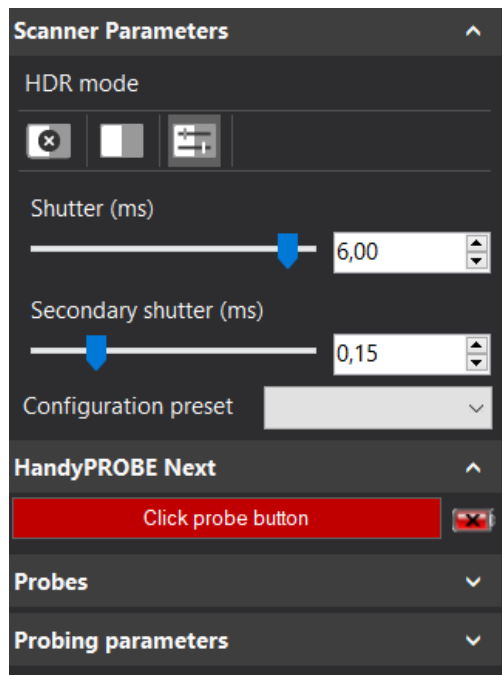 Scanner Parameters
HDR mode
Shutter (ms)
6,00
Secondary shutter (ms)
0,15
Configuration preset
HandyPROBE Next
Click probe button
Probes
Probing parameters